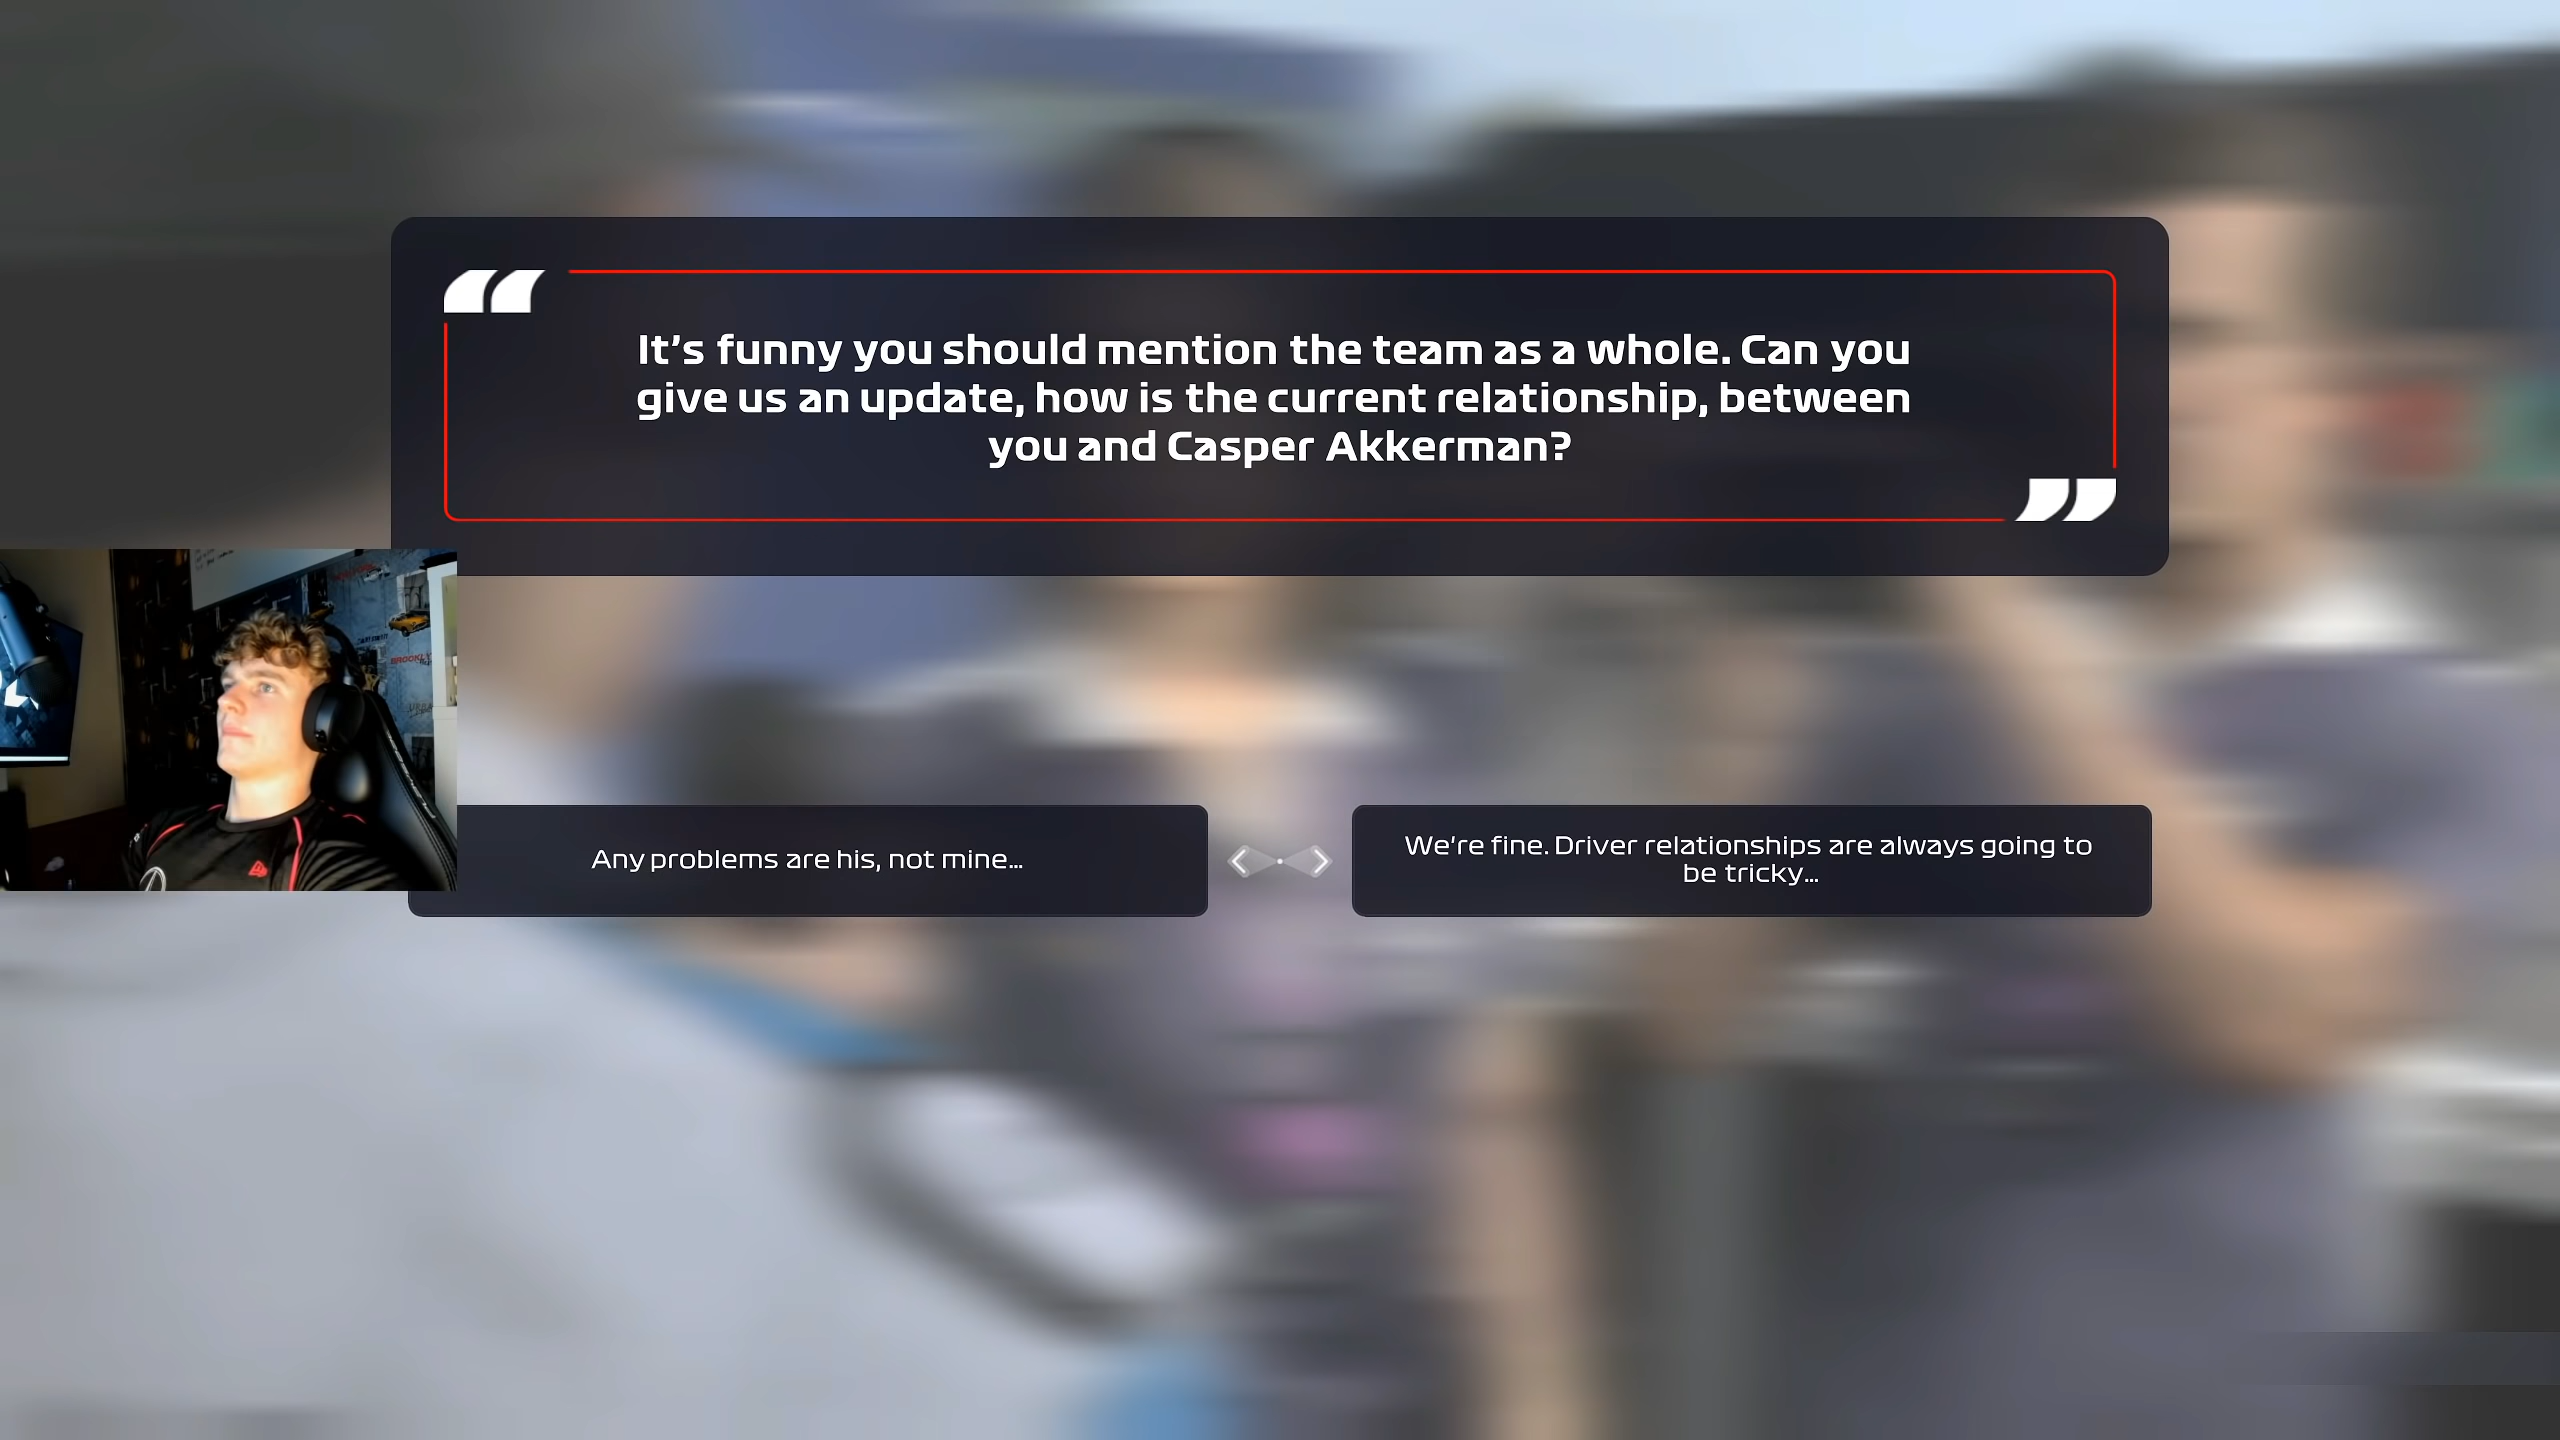 It's funny you should mention the team as a whole. Can you
give us an update, how is the current relationship, between
you and Casper Akkerman?
BROOKLYN
Any problems are his, not mine...
We're fine. Driver relationships are always going to
be tricky...